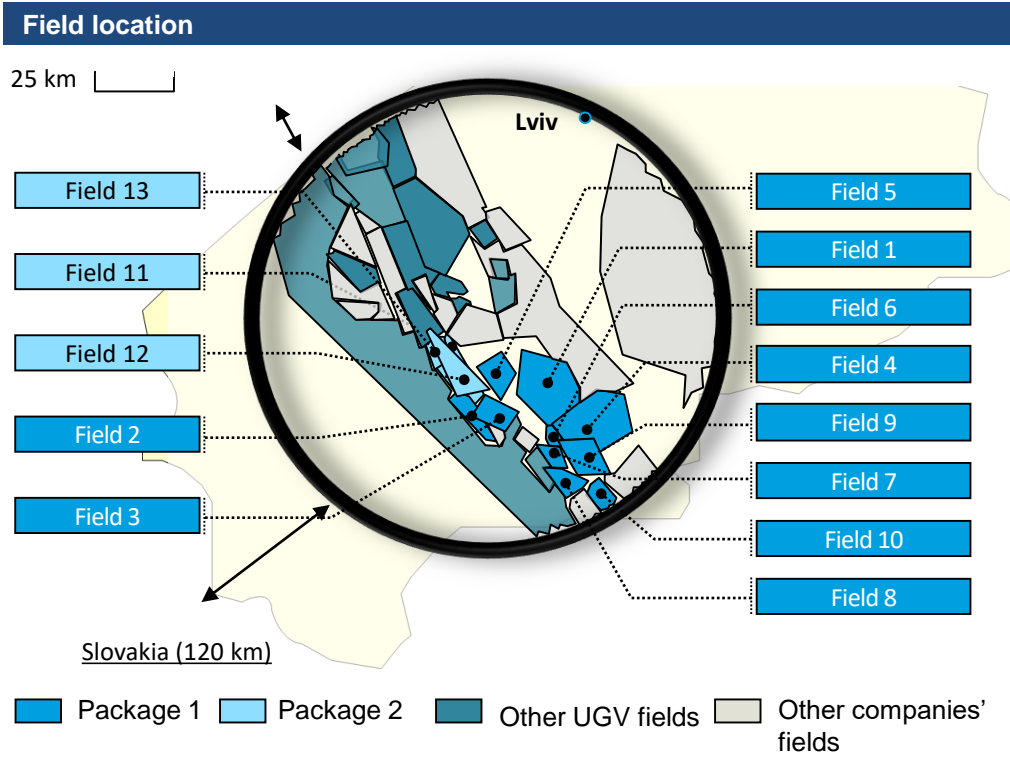 Field location
25 km
Lviv
Field 13
Field 11
Field 12
Field 2
Field 3
Field 5
Field 1
Field 6
Field 4
Field 9
Field 7
Field 10
Field 8
Slovakia (120 km)
Package 1
Package 2
Other UGV fields
Other companies’
fields